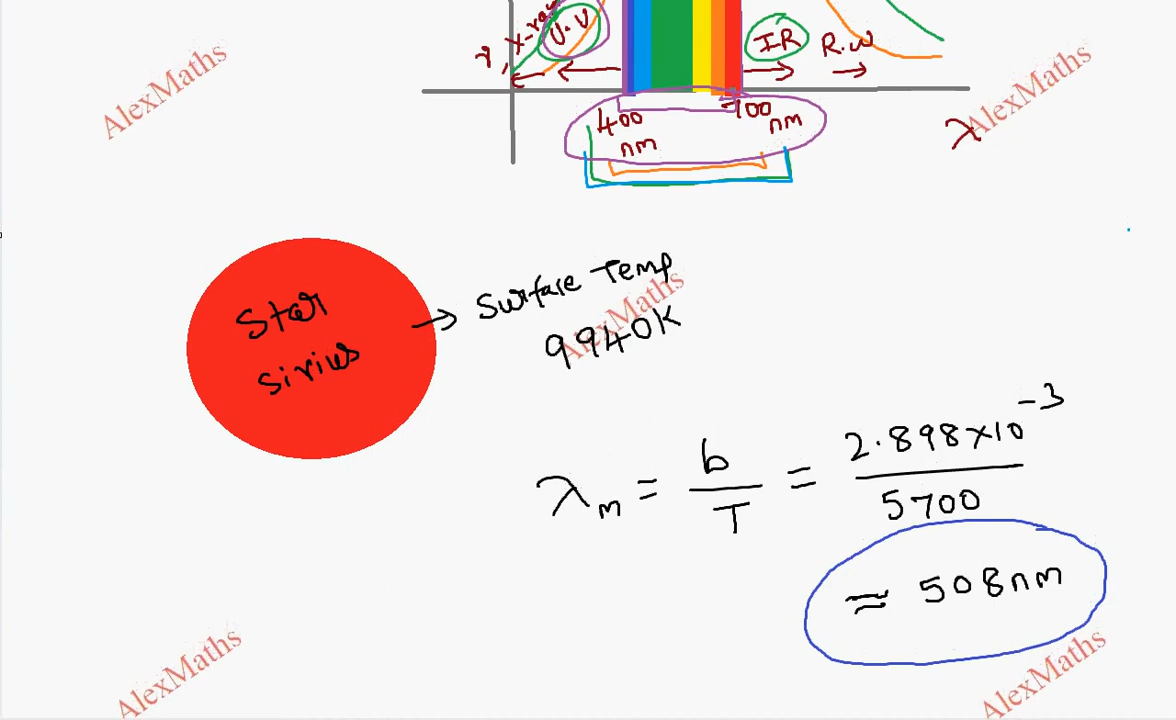 X-ray U.V IR R.W
γ
400 nm 700 nm
λ
AlexMaths
AlexMaths
Star sirius → Surface Temp
9940K
AlexMaths
λm = b/T = 2.898×10⁻³/5700
≈ 508nm
AlexMaths
AlexMaths